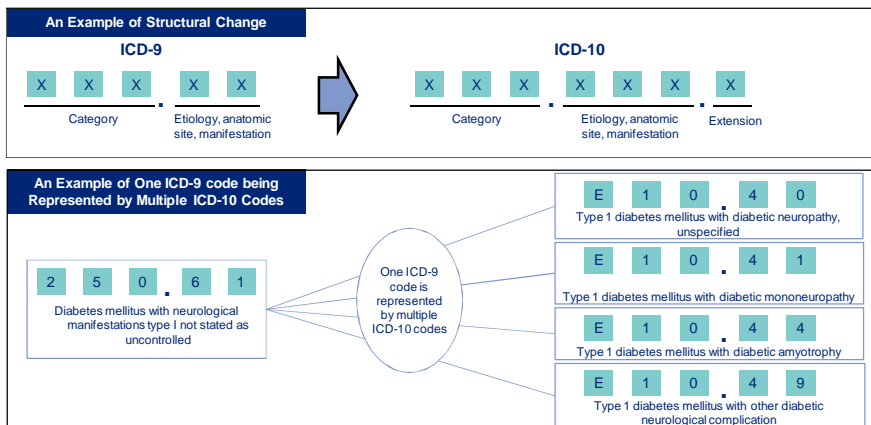 An Example of Structural Change
ICD-9
ICD-10
X X X . X X
X X X . X X X . X
Category
Etiology, anatomic
site, manifestation
Category
Etiology, anatomic
site, manifestation
Extension
An Example of One ICD-9 code being
Represented by Multiple ICD-10 Codes
2 5 0 . 6 1
Diabetes mellitus with neurological
manifestations type I not stated as
uncontrolled
One ICD-9
code is
represented
by multiple
ICD-10 codes
E 1 0 . 4 0
Type 1 diabetes mellitus with diabetic neuropathy,
unspecified
E 1 0 . 4 1
Type 1 diabetes mellitus with diabetic mononeuropathy
E 1 0 . 4 4
Type 1 diabetes mellitus with diabetic amyotrophy
E 1 0 . 4 9
Type 1 diabetes mellitus with other diabetic
neurological complication